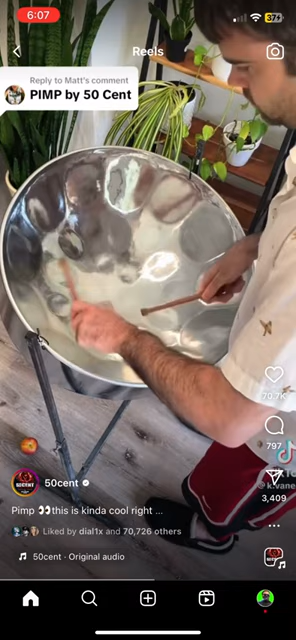 6:07
37
Reels
Reply to Matt's comment
PIMP by 50 Cent
70.7K
797
3,409
50cent
Pimp 👀this is kinda cool right ...
Liked by dial1x and 70,726 others
50cent · Original audio